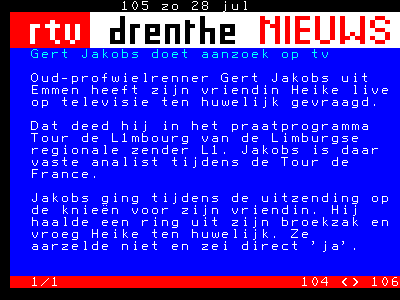 105 zo 28 jul
rtv drenthe NIEUWS
Gert Jakobs doet aanzoek op tv
Oud-profwielrenner Gert Jakobs uit
Emmen heeft zijn vriendin Heike live
op televisie ten huwelijk gevraagd.
Dat deed hij in het praatprogramma
Tour de L1mbourg van de Limburgse
regionale zender L1. Jakobs is daar
vaste analist tijdens de Tour de
France.
Jakobs ging tijdens de uitzending op
de knieën voor zijn vriendin. Hij
haalde een ring uit zijn broekzak en
vroeg Heike ten huwelijk. Ze
aarzelde niet en zei direct 'ja'.
1/1 104 <> 106